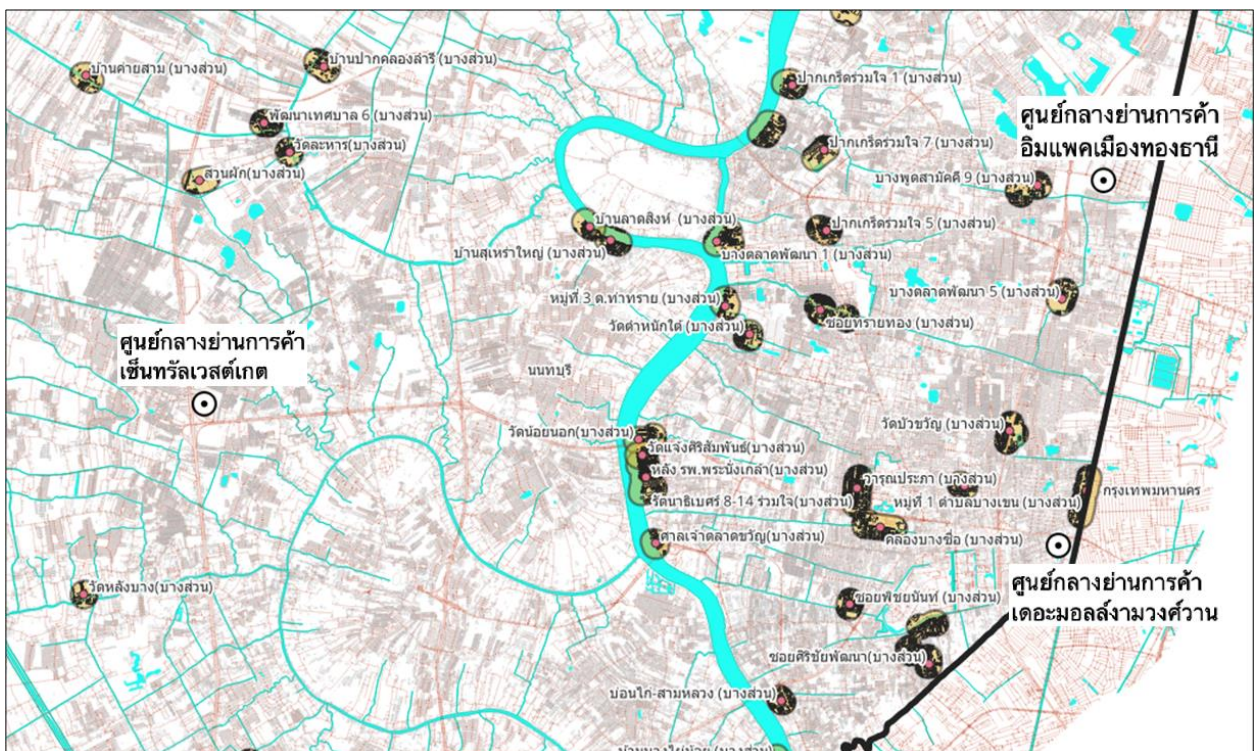 บ้านปากคลองลำรี (บางส่วน)
บ้านค่ายสาม (บางส่วน)
ปากเกร็ดร่วมใจ 1 (บางส่วน)
พัฒนาเทศบาล 6 (บางส่วน)
ศูนย์กลางย่านการค้า
อิมแพคเมืองทองธานี
วัดละหาร(บางส่วน)
ปากเกร็ดร่วมใจ 7 (บางส่วน)
สวนผัก(บางส่วน)
บางพูดสามัคคี 9 (บางส่วน)
บ้านลาดสิงห์ (บางส่วน)
ปากเกร็ดร่วมใจ 5 (บางส่วน)
บ้านสุเหร่าใหญ่ (บางส่วน)
บางตลาดพัฒนา 1 (บางส่วน)
หมู่ที่ 3 ต.ท่าทราย (บางส่วน)
บางตลาดพัฒนา 5 (บางส่วน)
วัดตำหนักใต้ (บางส่วน)
ซอยทรายทอง (บางส่วน)
ศูนย์กลางย่านการค้า
เซ็นทรัลเวสต์เกต
นนทบุรี
วัดน้อยนอก(บางส่วน)
วัดบัวขวัญ (บางส่วน)
วัดแจ้งศิริสัมพันธ์(บางส่วน)
หลัง รพ.พระนั่งเกล้า(บางส่วน)
วารุณประภา (บางส่วน)
กรุงเทพมหานคร
รัตนาธิเบศร์ 8-14 ร่วมใจ(บางส่วน)
หมู่ที่ 1 ตำบลบางเขน (บางส่วน)
ศาลเจ้าตลาดขวัญ(บางส่วน)
คลองบางซื่อ (บางส่วน)
ศูนย์กลางย่านการค้า
เดอะมอลล์งามวงศ์วาน
วัดหลังบาง(บางส่วน)
ซอยพิชยนันท์ (บางส่วน)
ซอยศิริชัยพัฒนา(บางส่วน)
บ่อนไก่-สามหลวง (บางส่วน)